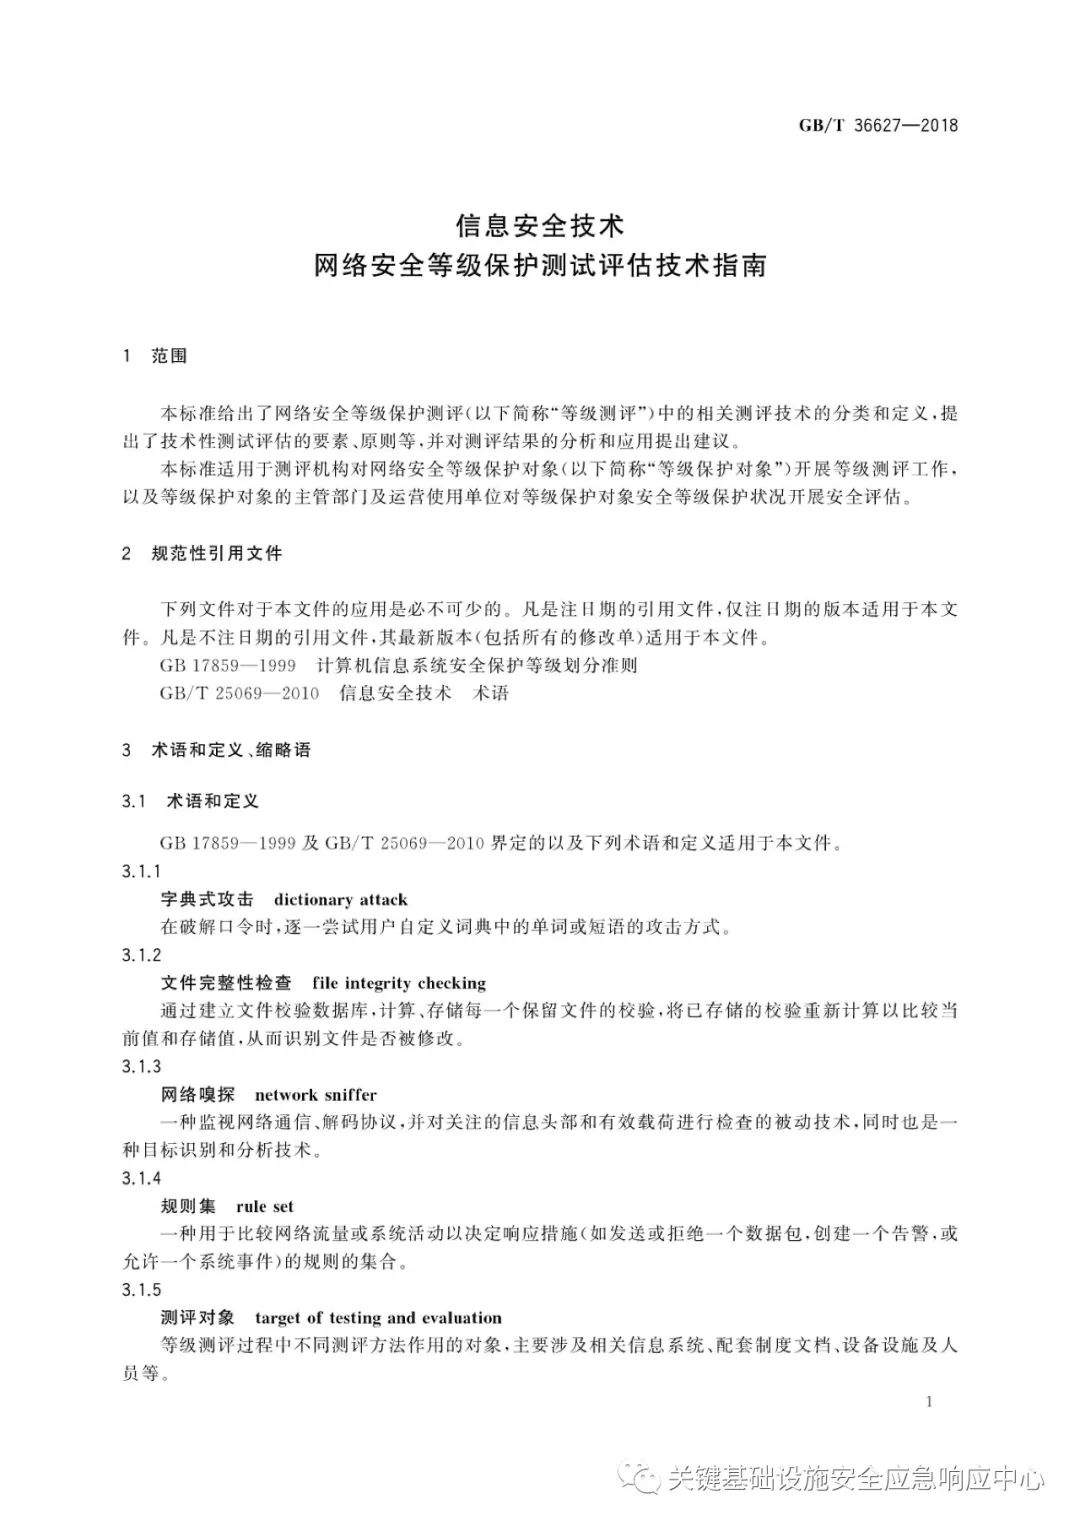 GB/T 36627—2018
信息安全技术
网络安全等级保护测试评估技术指南
1 范围
本标准给出了网络安全等级保护测评(以下简称“等级测评”)中的相关测评技术的分类和定义,提
出了技术性测试评估的要素、原则等,并对测评结果的分析和应用提出建议。
本标准适用于测评机构对网络安全等级保护对象(以下简称“等级保护对象”)开展等级测评工作,
以及等级保护对象的主管部门及运营使用单位对等级保护对象安全等级保护状况开展安全评估。
2 规范性引用文件
下列文件对于本文件的应用是必不可少的。凡是注日期的引用文件,仅注日期的版本适用于本文
件。凡是不注日期的引用文件,其最新版本(包括所有的修改单)适用于本文件。
GB 17859—1999 计算机信息系统安全保护等级划分准则
GB/T 25069—2010 信息安全技术 术语
3 术语和定义、缩略语
3.1 术语和定义
GB 17859—1999 及 GB/T 25069—2010 界定的以及下列术语和定义适用于本文件。
3.1.1
字典式攻击 dictionary attack
在破解口令时,逐一尝试用户自定义词典中的单词或短语的攻击方式。
3.1.2
文件完整性检查 file integrity checking
通过建立文件校验数据库,计算、存储每一个保留文件的校验,将已存储的校验重新计算以比较当
前值和存储值,从而识别文件是否被修改。
3.1.3
网络嗅探 network sniffer
一种监视网络通信、解码协议,并对关注的信息头部和有效载荷进行检查的被动技术,同时也是一
种目标识别和分析技术。
3.1.4
规则集 rule set
一种用于比较网络流量或系统活动以决定响应措施(如发送或拒绝一个数据包,创建一个告警,或
允许一个系统事件)的规则的集合。
3.1.5
测评对象 target of testing and evaluation
等级测评过程中不同测评方法作用的对象,主要涉及相关信息系统、配套制度文档、设备设施及人
员等。
1
关键基础设施安全应急响应中心